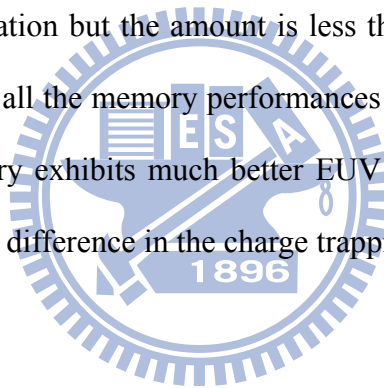 ation but the amount is less th
all the memory performances
ES A
ry exhibits much better EUV
difference in the charge trapp
1896